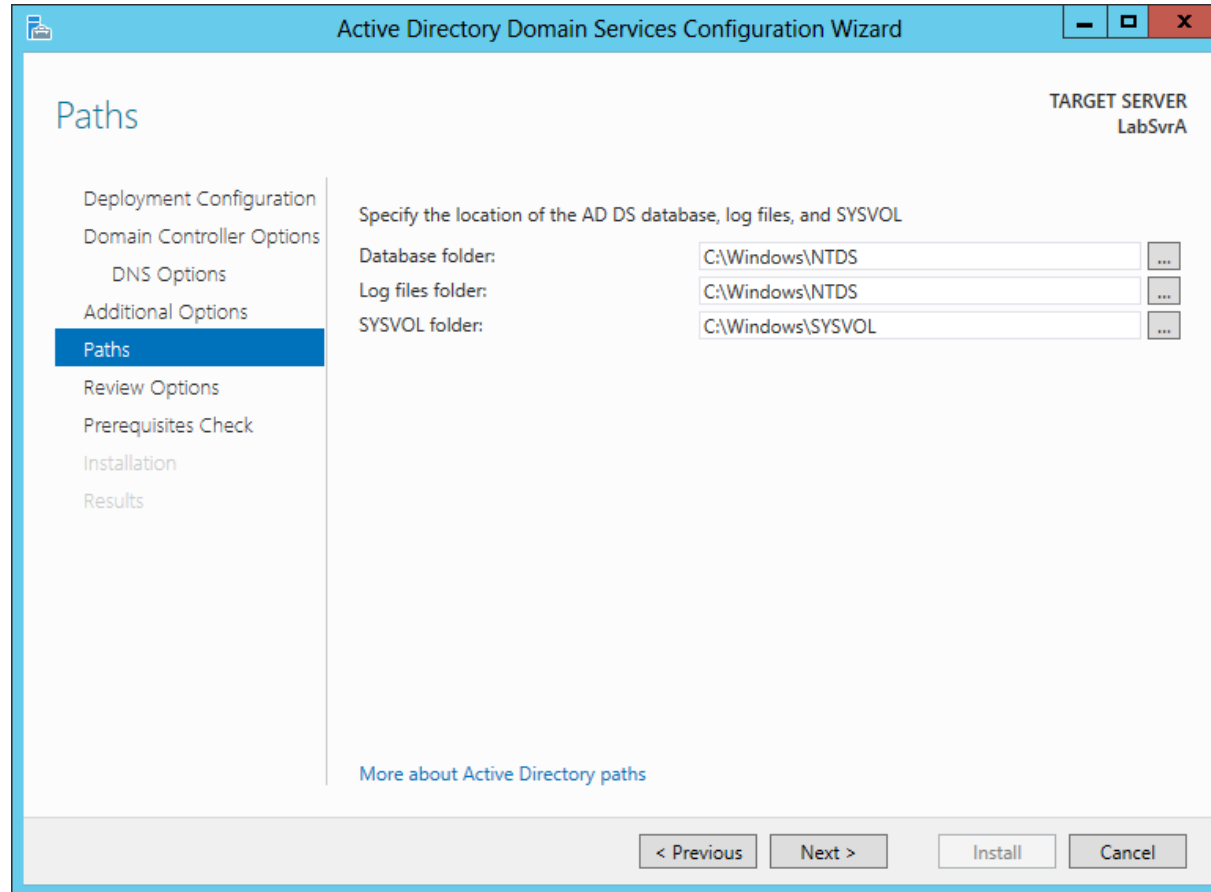 Active Directory Domain Services Configuration Wizard
Paths
TARGET SERVER
LabSvrA
Deployment Configuration
Domain Controller Options
DNS Options
Additional Options
Paths
Review Options
Prerequisites Check
Installation
Results
Specify the location of the AD DS database, log files, and SYSVOL
Database folder: C:\Windows\NTDS ...
Log files folder: C:\Windows\NTDS ...
SYSVOL folder: C:\Windows\SYSVOL ...
More about Active Directory paths
< Previous Next > Install Cancel